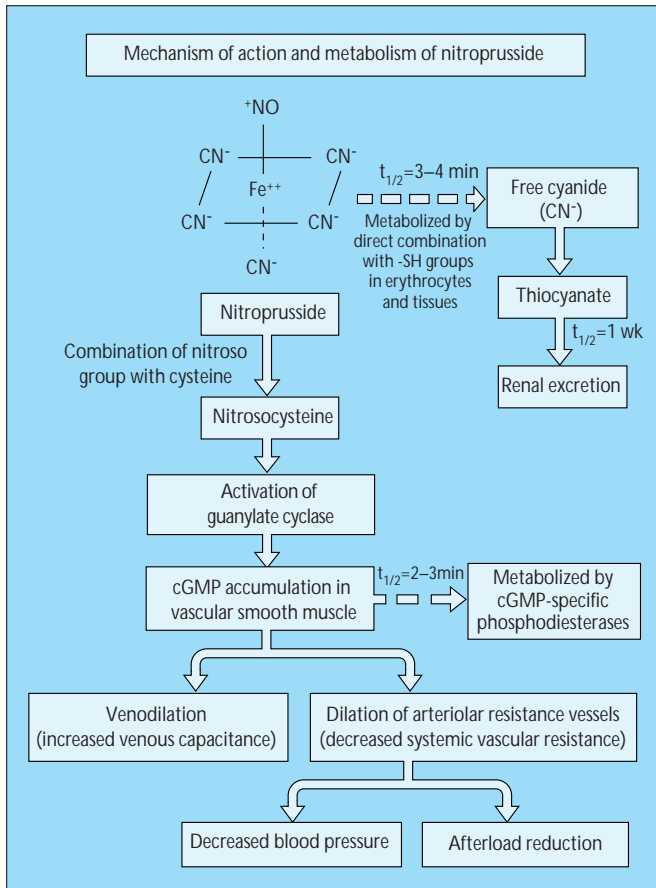 Mechanism of action and metabolism of nitroprusside
⁺NO
CN⁻ CN⁻
Fe⁺⁺
CN⁻ CN⁻
CN⁻
t₁/₂=3–4 min
Metabolized by
direct combination
with -SH groups
in erythrocytes
and tissues
Free cyanide
(CN⁻)
Thiocyanate
t₁/₂=1 wk
Renal excretion
Nitroprusside
Combination of nitroso
group with cysteine
Nitrosocysteine
Activation of
guanylate cyclase
cGMP accumulation in
vascular smooth muscle
t₁/₂=2–3min
Metabolized by
cGMP-specific
phosphodiesterases
Venodilation
(increased venous capacitance)
Dilation of arteriolar resistance vessels
(decreased systemic vascular resistance)
Decreased blood pressure
Afterload reduction